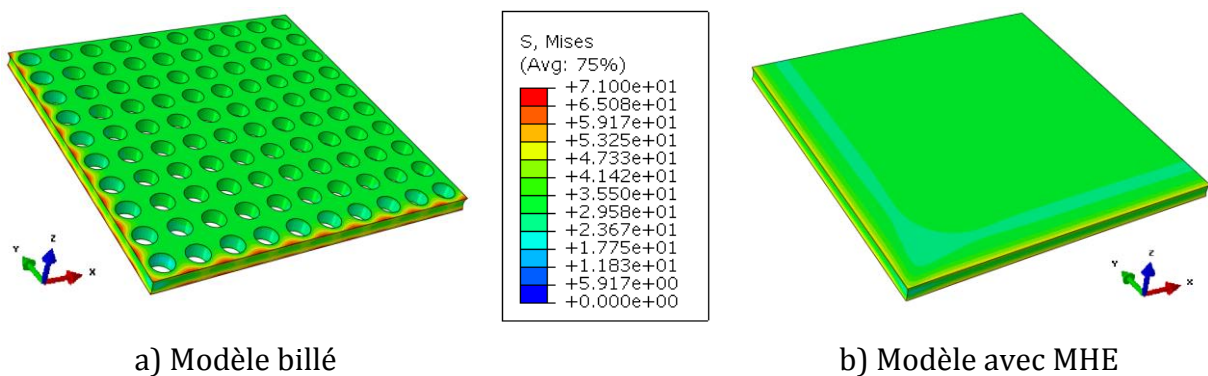 S, Mises
(Avg: 75%)
+7.100e+01
+6.508e+01
+5.917e+01
+5.325e+01
+4.733e+01
+4.142e+01
+3.550e+01
+2.958e+01
+2.367e+01
+1.775e+01
+1.183e+01
+5.917e+00
+0.000e+00
Y Z X
Y Z X
a) Modèle billé
b) Modèle avec MHE